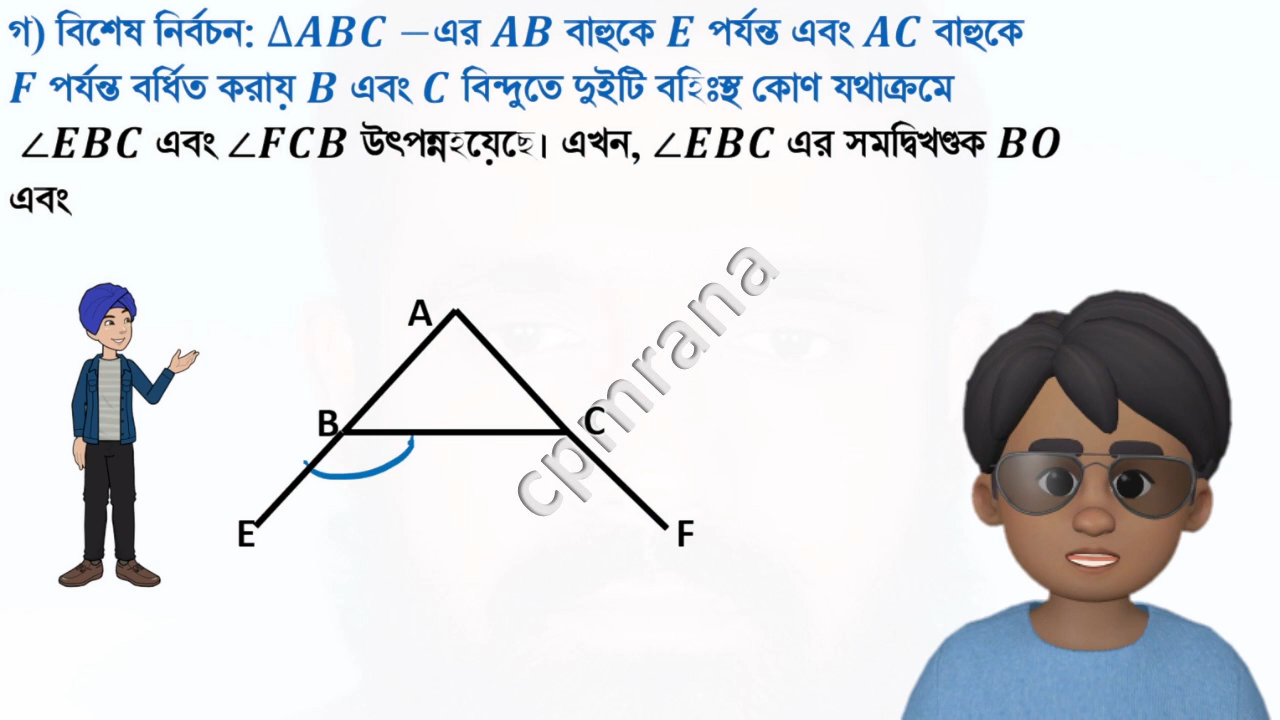 গ) বিশেষ নির্বচন: ΔABC −এর AB বাহুকে E পর্যন্ত এবং AC বাহুকে
F পর্যন্ত বর্ধিত করায় B এবং C বিন্দুতে দুইটি বহিঃস্থ কোণ যথাক্রমে
∠EBC এবং ∠FCB উৎপন্নহয়েছে। এখন, ∠EBC এর সমদ্বিখণ্ডক BO
এবং
A
B
C
E
F
cpmrana